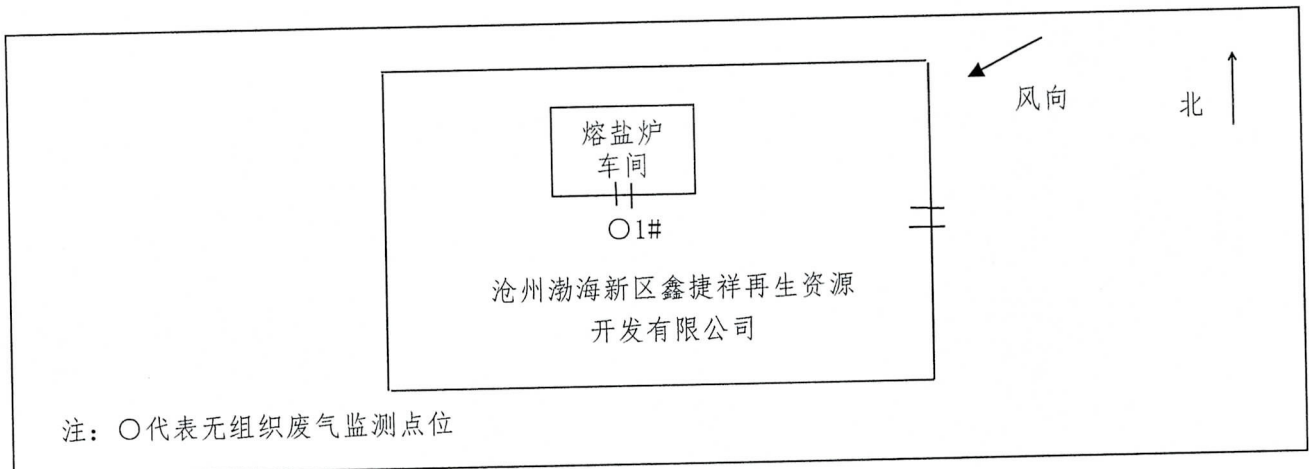 风向
北
熔盐炉
车间
○1#
沧州渤海新区鑫捷祥再生资源
开发有限公司
注：○代表无组织废气监测点位